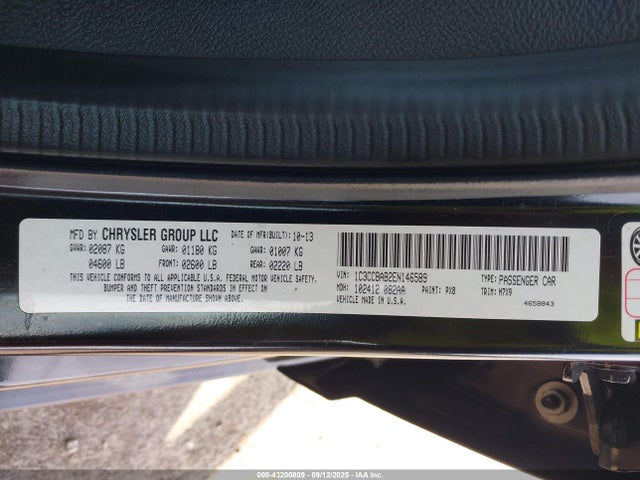 MFD BY CHRYSLER GROUP LLC DATE OF MFR(BUILT): 10-13
GVWR: 02087 KG GAWR: 01180 KG GAWR: 01007 KG
04600 LB FRONT: 02600 LB REAR: 02220 LB
THIS VEHICLE CONFORMS TO ALL APPLICABLE U.S.A. FEDERAL MOTOR VEHICLE SAFETY,
BUMPER AND THEFT PREVENTION STANDARDS IN EFFECT ON
THE DATE OF MANUFACTURE SHOWN ABOVE.
VIN: 1C3CCBAB2EN146589 TYPE: PASSENGER CAR
MDH: 102412 082AA PAINT: PX8 TRIM: M7X9
VEHICLE MADE IN U.S.A. 4658843
000-43200809 - 09/12/2025 - IAAI.COM